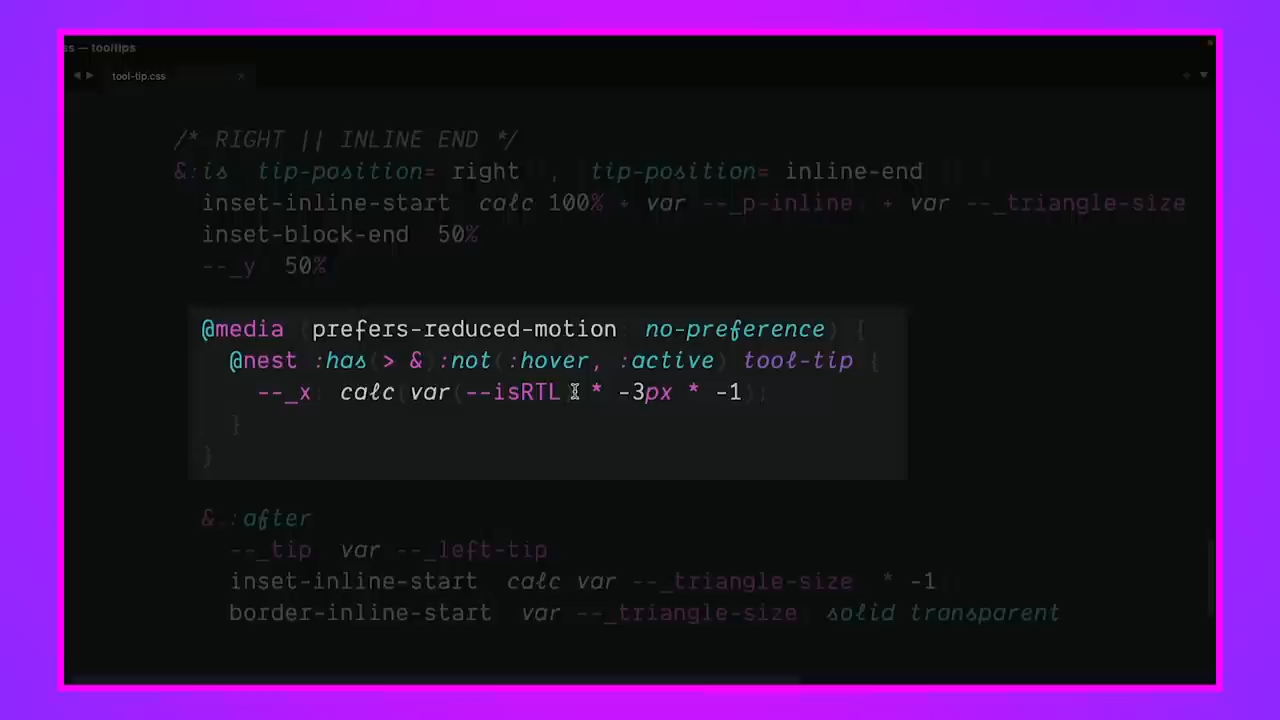 ss — tooltips
tool-tip.css
/* RIGHT || INLINE END */
&:is tip-position= right , tip-position= inline-end
inset-inline-start calc 100% + var --_p-inline + var --_triangle-size
inset-block-end 50%
--_y 50%
@media (prefers-reduced-motion: no-preference) {
@nest :has(> &):not(:hover, :active) tool-tip {
--_x: calc(var(--isRTL) * -3px * -1);
}
}
&::after
--_tip var --_left-tip
inset-inline-start calc var --_triangle-size * -1
border-inline-start var --_triangle-size solid transparent